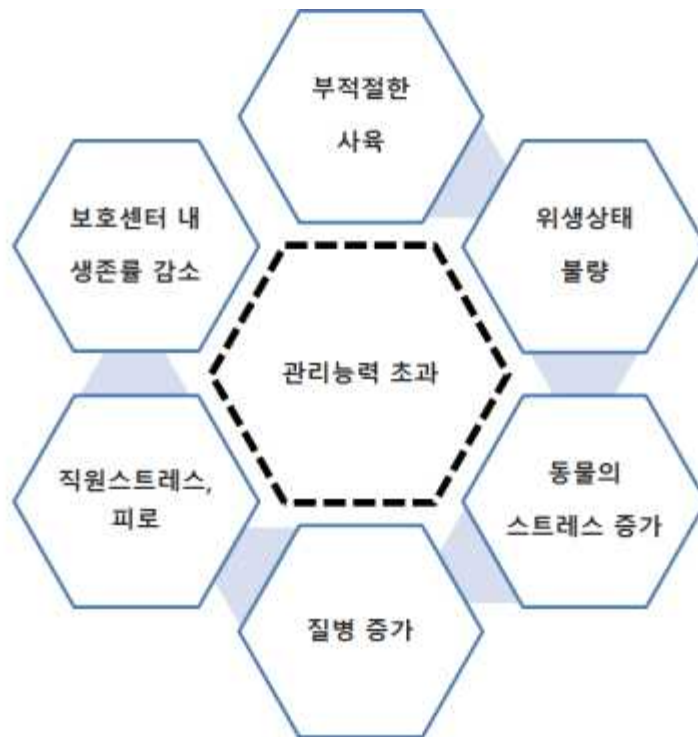 부적절한
사육
위생상태
불량
동물의
스트레스 증가
질병 증가
직원스트레스,
피로
보호센터 내
생존률 감소
관리능력 초과